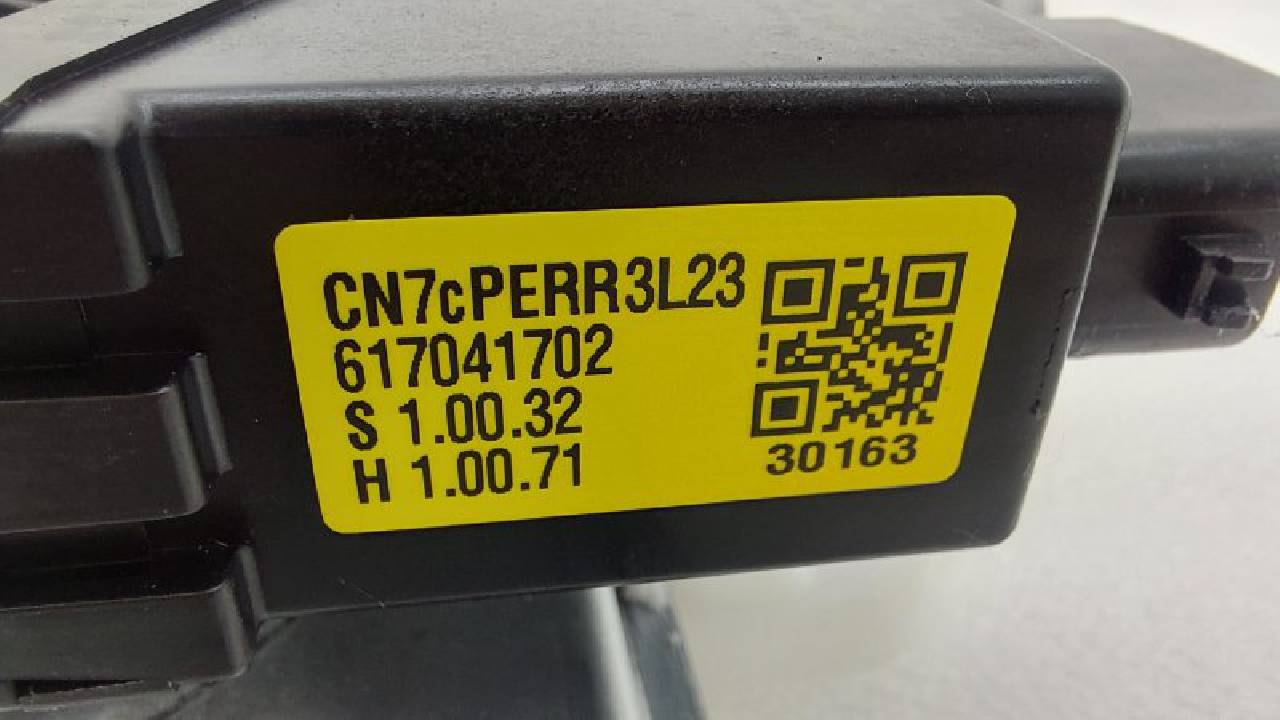 CN7cPERR3L23
617041702
S 1.00.32
H 1.00.71
30163